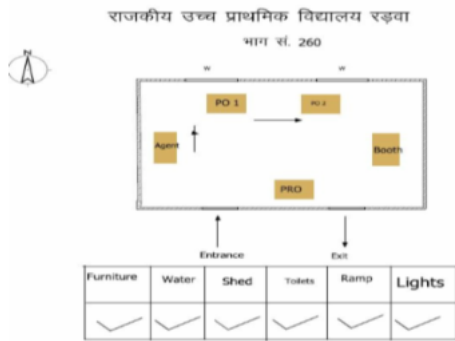 राजकीय उच्च प्राथमिक विद्यालय रड़वा
भाग सं. 260
N
W W
PO 1 PO 2
Agent Booth
PRO
Entrance Exit
Furniture Water Shed Toilets Ramp Lights